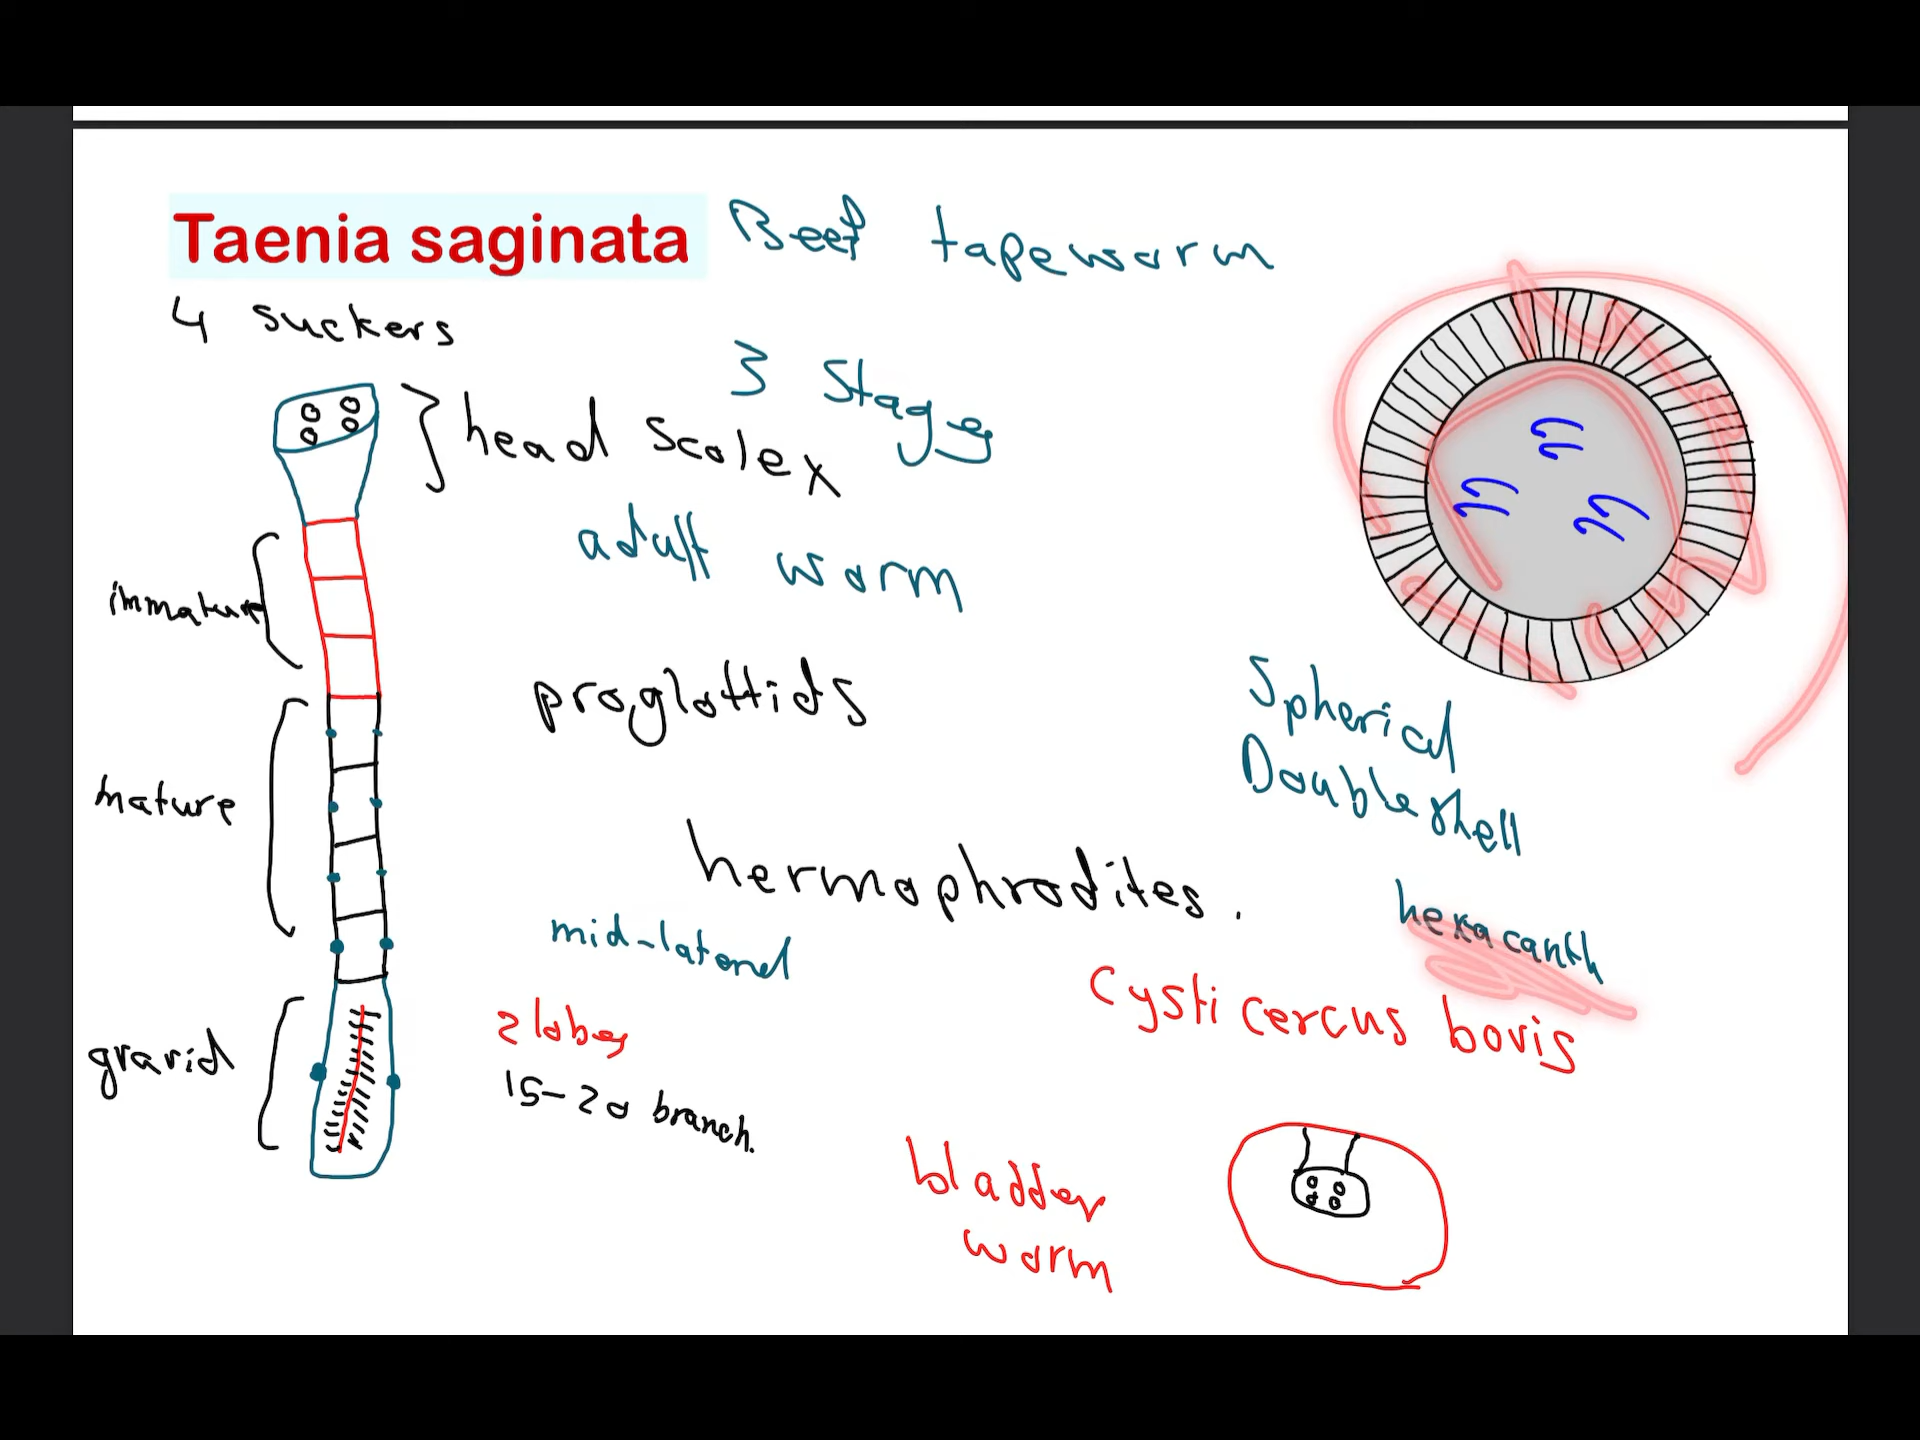 Taenia saginata Beef tapeworm
4 suckers
3 Stages
head scolex
adult worm
immature
proglottids
Spherical
Double shell
mature
hermophrodites.
mid-lateral
hexacanth
Cysticercus bovis
2 lobes
gravid
15-20 branch.
bladder
worm